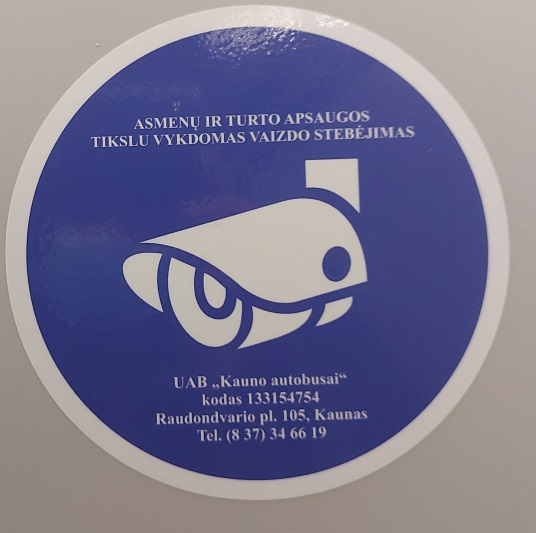 ASMENŲ IR TURTO APSAUGOS
TIKSLU VYKDOMAS VAIZDO STEBĖJIMAS
UAB „Kauno autobusai“
kodas 133154754
Raudondvario pl. 105, Kaunas
Tel. (8 37) 34 66 19